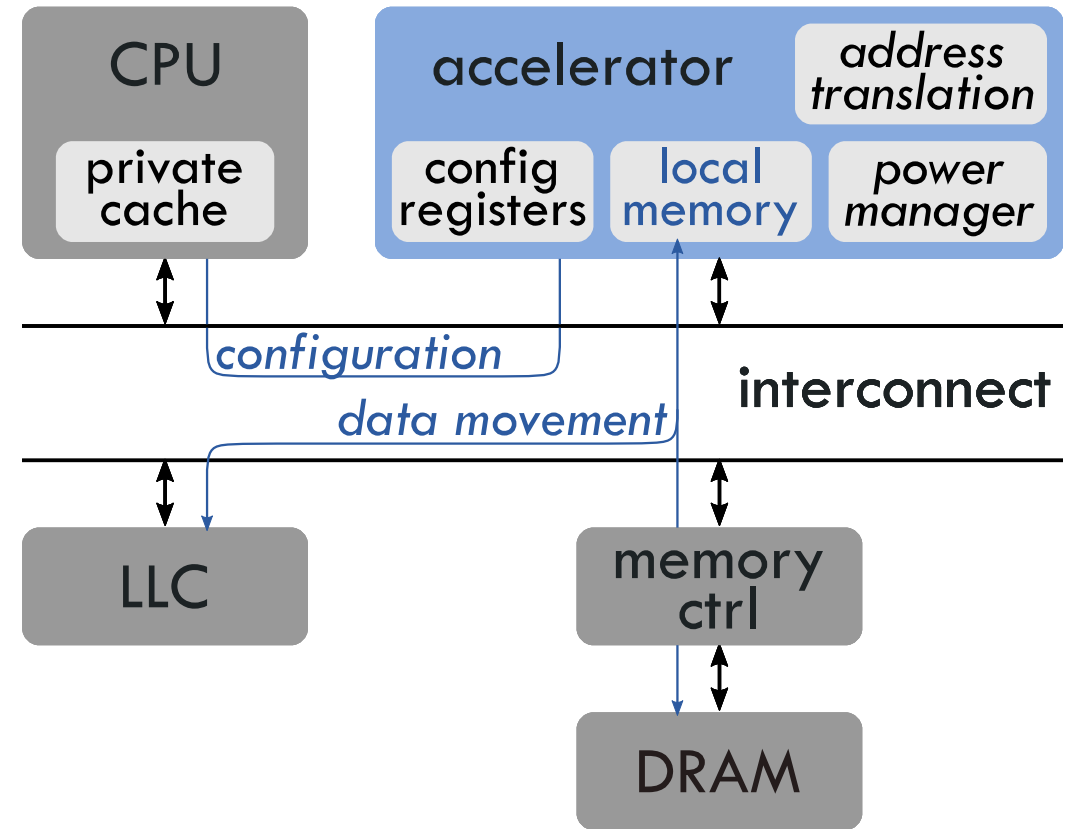 CPU
private
cache
accelerator
address
translation
config
registers
local
memory
power
manager
configuration
interconnect
data movement
LLC
memory
ctrl
DRAM